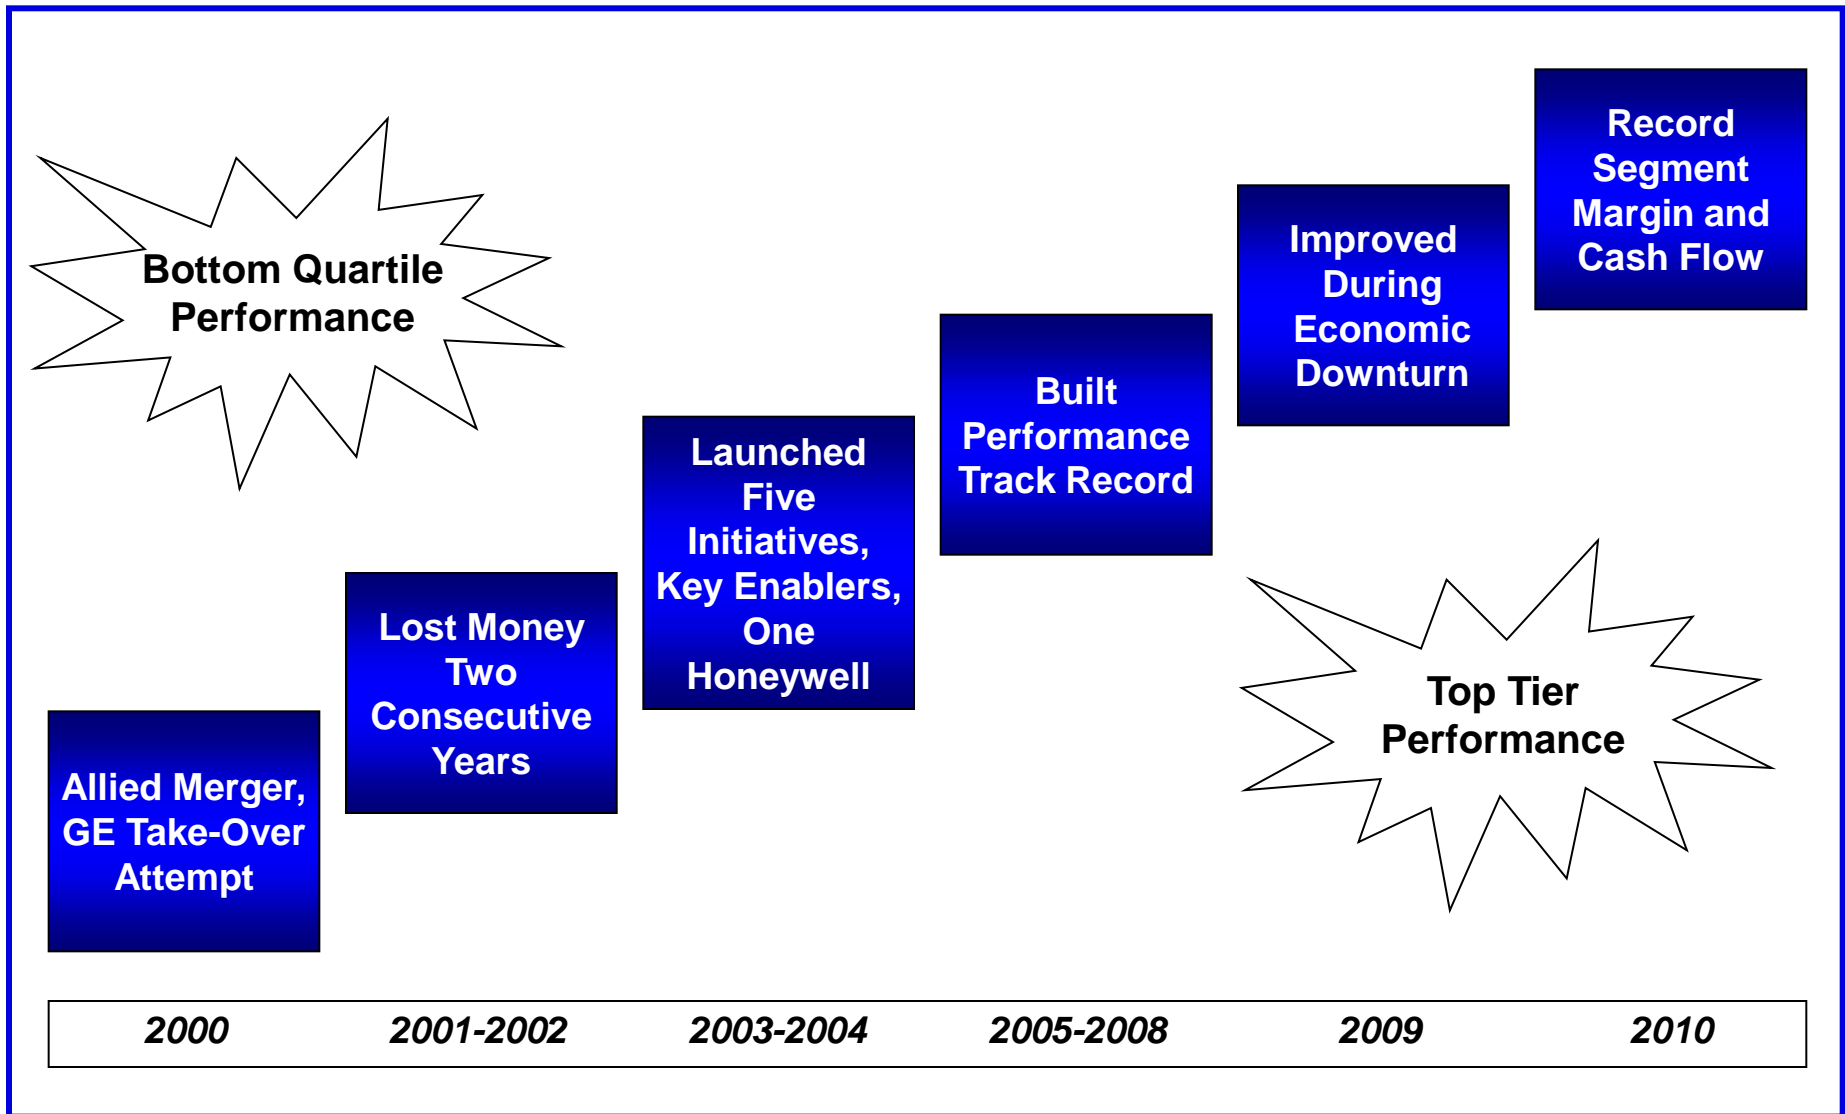 Bottom Quartile
Performance
Allied Merger,
GE Take-Over
Attempt
Lost Money
Two
Consecutive
Years
Launched
Five
Initiatives,
Key Enablers,
One
Honeywell
Built
Performance
Track Record
Improved
During
Economic
Downturn
Record
Segment
Margin and
Cash Flow
Top Tier
Performance
2000 2001-2002 2003-2004 2005-2008 2009 2010